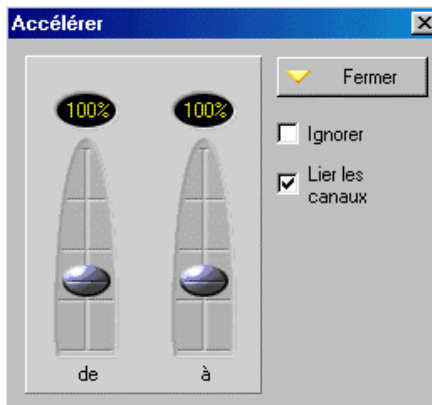 Accélérer
100% 100%
de à
Fermer
Ignorer
Lier les
canaux